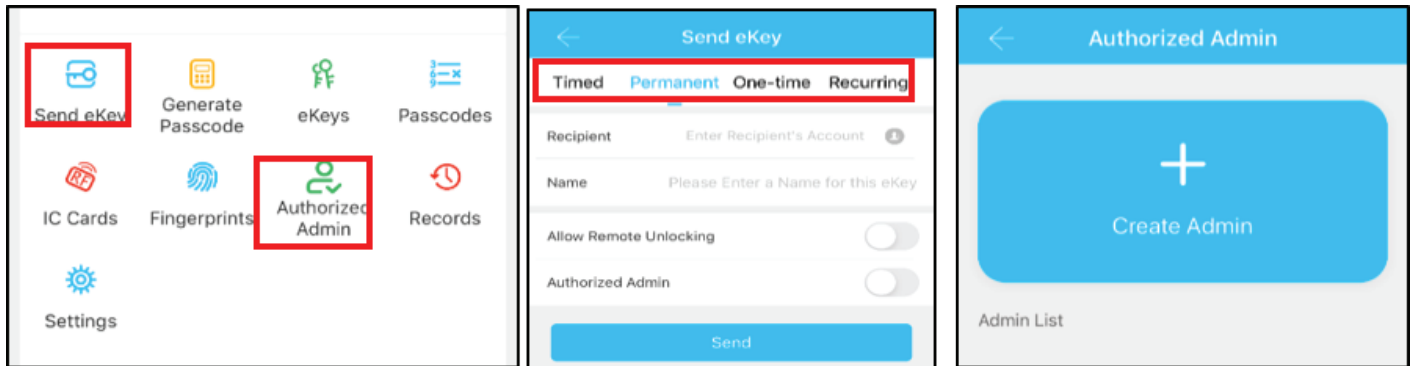 Send eKey
Generate
Passcode
eKeys
Passcodes
IC Cards
Fingerprints
Authorized
Admin
Records
Settings
Send eKey
Timed Permanent One-time Recurring
Recipient Enter Recipient's Account
Name Please Enter a Name for this eKey
Allow Remote Unlocking
Authorized Admin
Send
Authorized Admin
Create Admin
Admin List